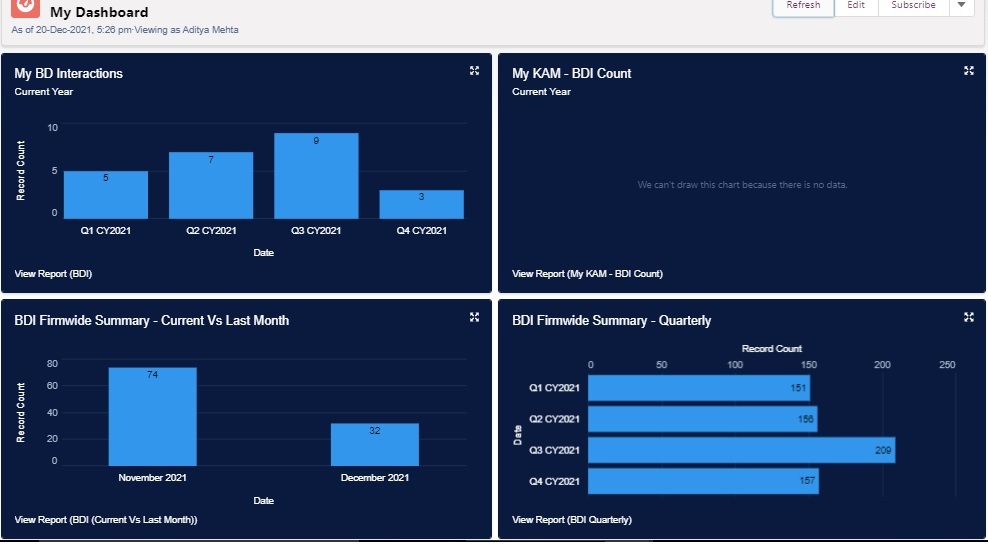 My Dashboard
Refresh Edit Subscribe
As of 20-Dec-2021, 5:26 pm·Viewing as Aditya Mehta
My BD Interactions
Current Year
Record Count
10
5
0
5
7
9
3
Q1 CY2021 Q2 CY2021 Q3 CY2021 Q4 CY2021
Date
View Report (BDI)
My KAM - BDI Count
Current Year
We can't draw this chart because there is no data.
View Report (My KAM - BDI Count)
BDI Firmwide Summary - Current Vs Last Month
Record Count
80
60
40
20
0
74
32
November 2021 December 2021
Date
View Report (BDI (Current Vs Last Month))
BDI Firmwide Summary - Quarterly
Record Count
0 50 100 150 200 250
Date
Q1 CY2021 151
Q2 CY2021 156
Q3 CY2021 209
Q4 CY2021 157
View Report (BDI Quarterly)